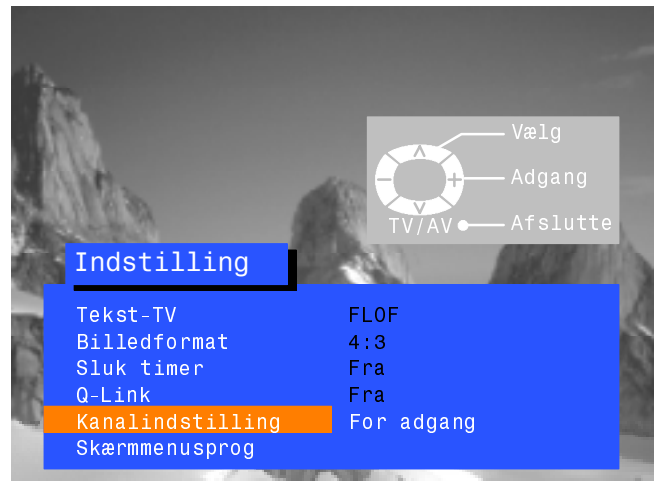 Vælg
Adgang
TV/AV Afslutte
Indstilling
Tekst-TV FLOF
Billedformat 4:3
Sluk timer Fra
Q-Link Fra
Kanalindstilling For adgang
Skærmmenusprog